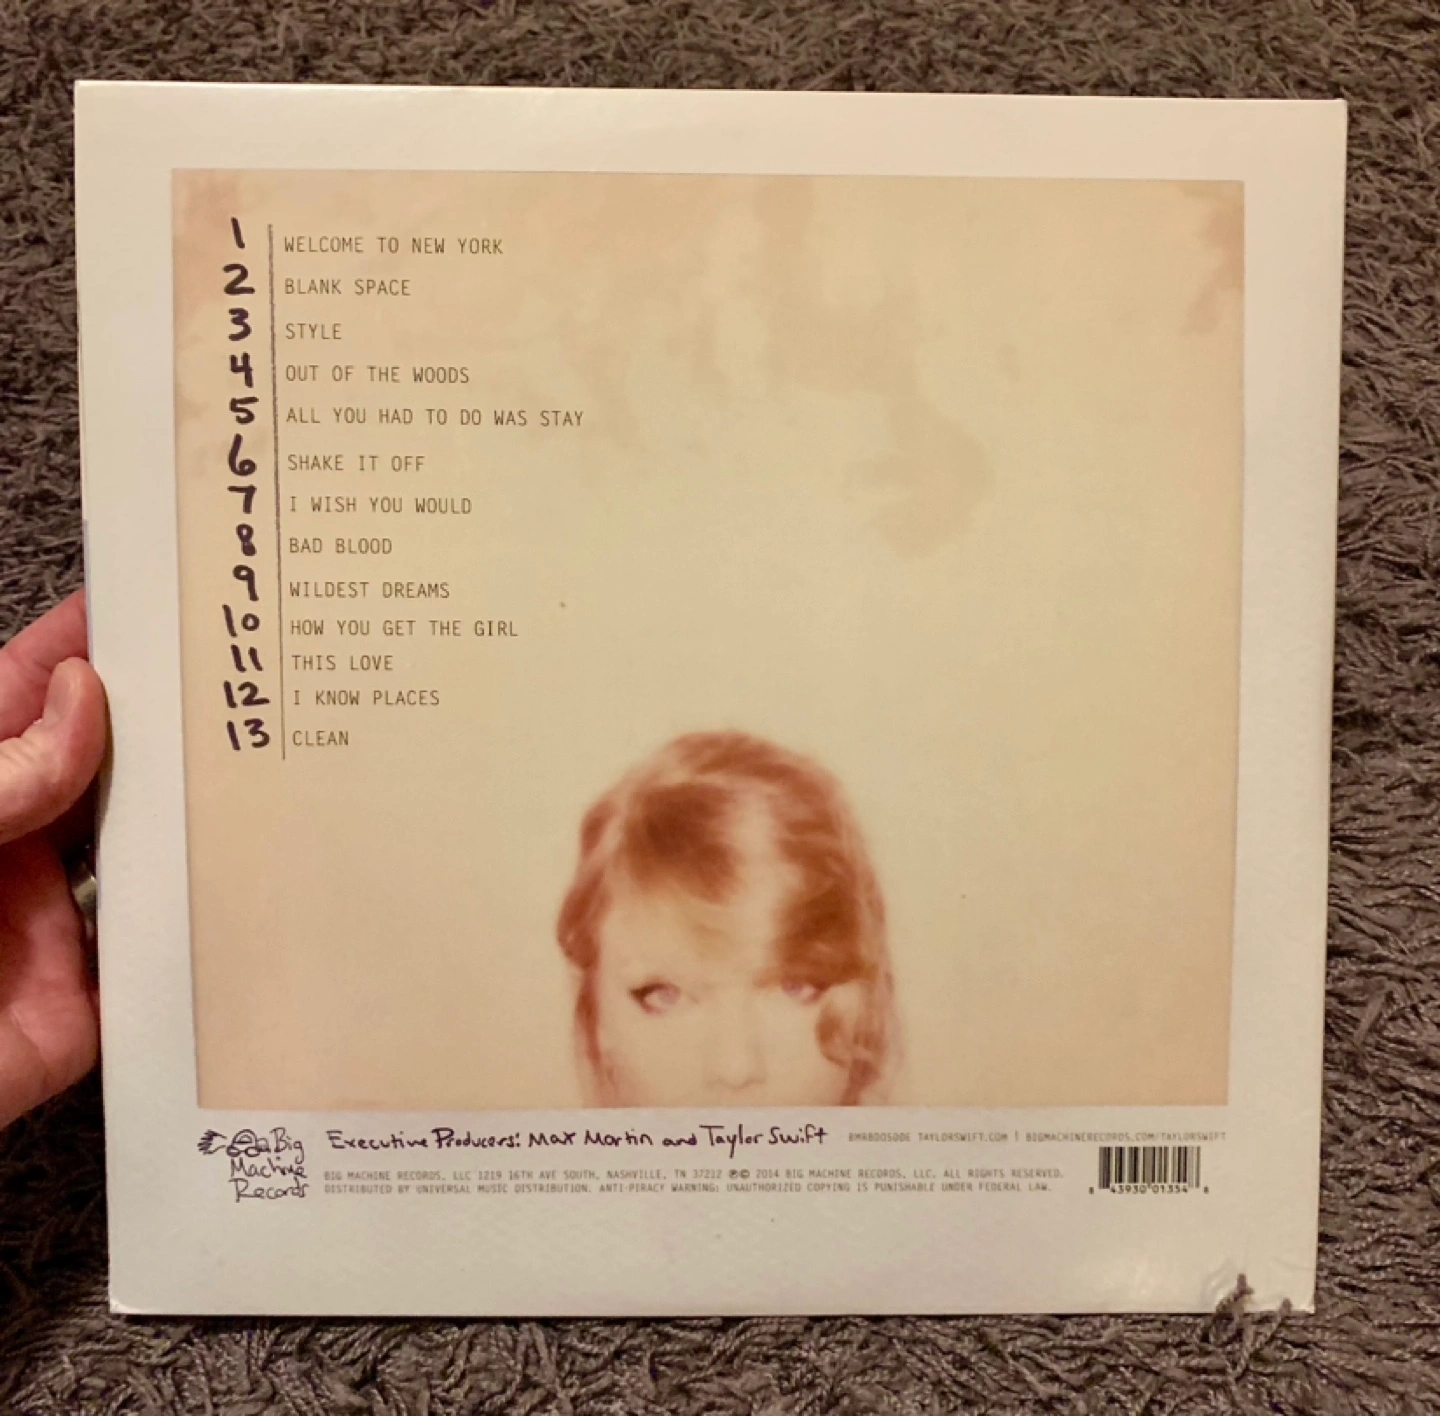 1 WELCOME TO NEW YORK
2 BLANK SPACE
3 STYLE
4 OUT OF THE WOODS
5 ALL YOU HAD TO DO WAS STAY
6 SHAKE IT OFF
7 I WISH YOU WOULD
8 BAD BLOOD
9 WILDEST DREAMS
10 HOW YOU GET THE GIRL
11 THIS LOVE
12 I KNOW PLACES
13 CLEAN
Big
Machine
Records
Executive Producers: Max Martin and Taylor Swift
BMRBD0500E TAYLORSWIFT.COM | BIGMACHINERECORDS.COM/TAYLORSWIFT
BIG MACHINE RECORDS, LLC 1219 16TH AVE SOUTH, NASHVILLE, TN 37212 ℗© 2014 BIG MACHINE RECORDS, LLC. ALL RIGHTS RESERVED.
DISTRIBUTED BY UNIVERSAL MUSIC DISTRIBUTION. ANTI-PIRACY WARNING: UNAUTHORIZED COPYING IS PUNISHABLE UNDER FEDERAL LAW.
8 43930 01354 8